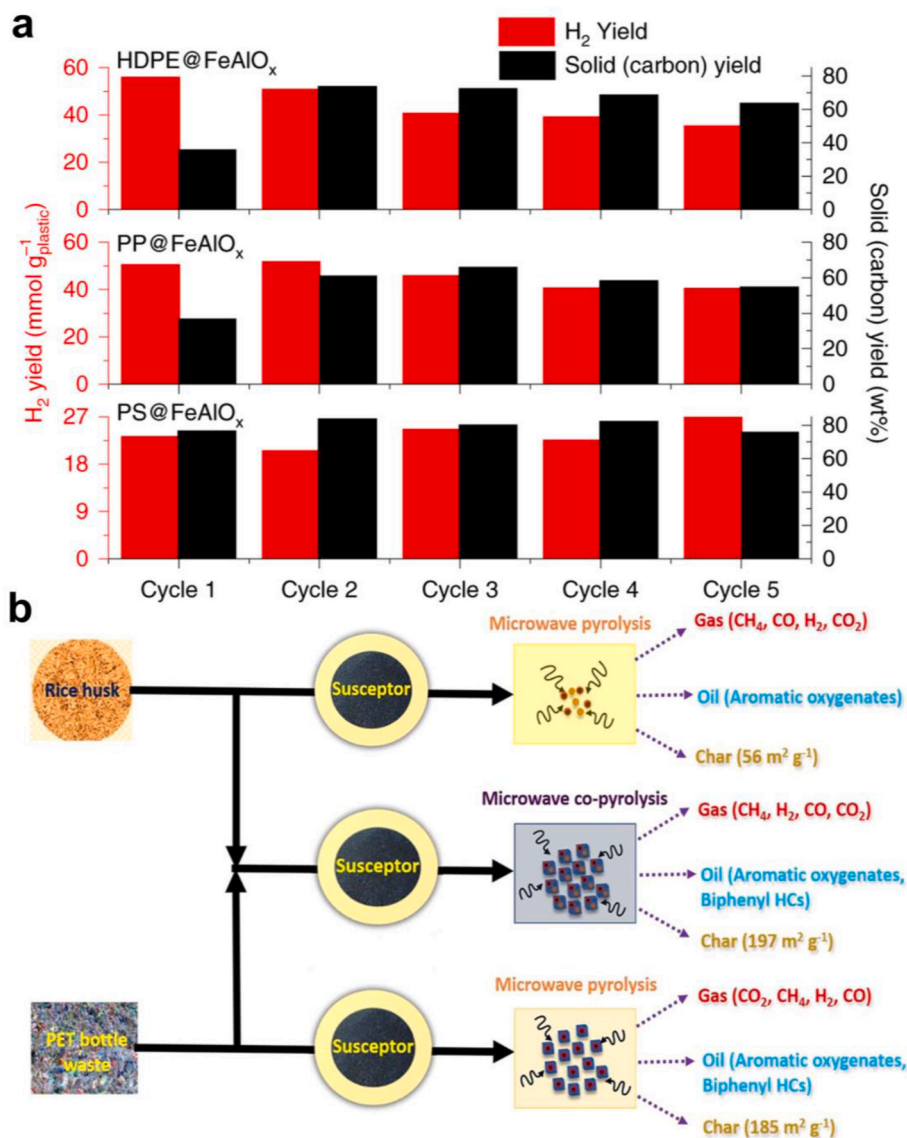 a
H₂ Yield
Solid (carbon) yield
HDPE@FeAlOₓ
60
40
20
0
80
60
40
20
0
PP@FeAlOₓ
60
40
20
0
80
60
40
20
0
PS@FeAlOₓ
27
18
9
0
80
60
40
20
0
H₂ yield (mmol g⁻¹plastic)
Solid (carbon) yield (wt%)
Cycle 1 Cycle 2 Cycle 3 Cycle 4 Cycle 5
b
Rice husk
Susceptor
Microwave pyrolysis
Gas (CH₄, CO, H₂, CO₂)
Oil (Aromatic oxygenates)
Char (56 m² g⁻¹)
Susceptor
Microwave co-pyrolysis
Gas (CH₄, H₂, CO, CO₂)
Oil (Aromatic oxygenates,
Biphenyl HCs)
Char (197 m² g⁻¹)
PET bottle
waste
Susceptor
Microwave pyrolysis
Gas (CO₂, CH₄, H₂, CO)
Oil (Aromatic oxygenates,
Biphenyl HCs)
Char (185 m² g⁻¹)